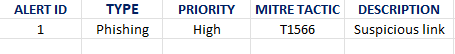 ALERT ID TYPE PRIORITY MITRE TACTIC DESCRIPTION
1 Phishing High T1566 Suspicious link